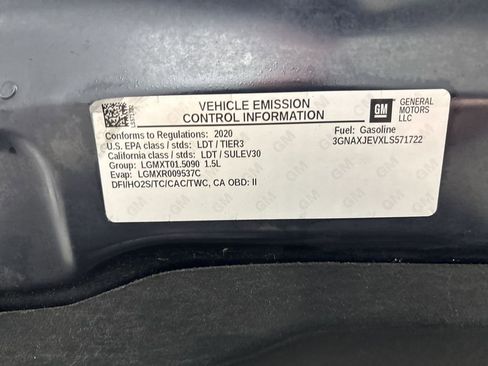 VEHICLE EMISSION
CONTROL INFORMATION
GM
GENERAL
MOTORS
LLC
Conforms to Regulations: 2020
U.S. EPA class / stds: LDT / TIER3
California class / stds: LDT / SULEV30
Group: LGMXT01.5090 1.5L
Evap: LGMXR009537C
DFI/HO2S/TC/CAC/TWC, CA OBD: II
Fuel: Gasoline
3GNAXJEVXLS571722